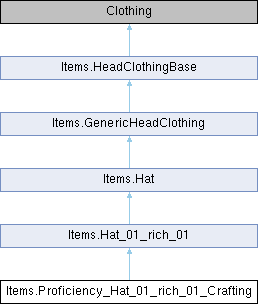 Clothing
Items.HeadClothingBase
Items.GenericHeadClothing
Items.Hat
Items.Hat_01_rich_01
Items.Proficiency_Hat_01_rich_01_Crafting